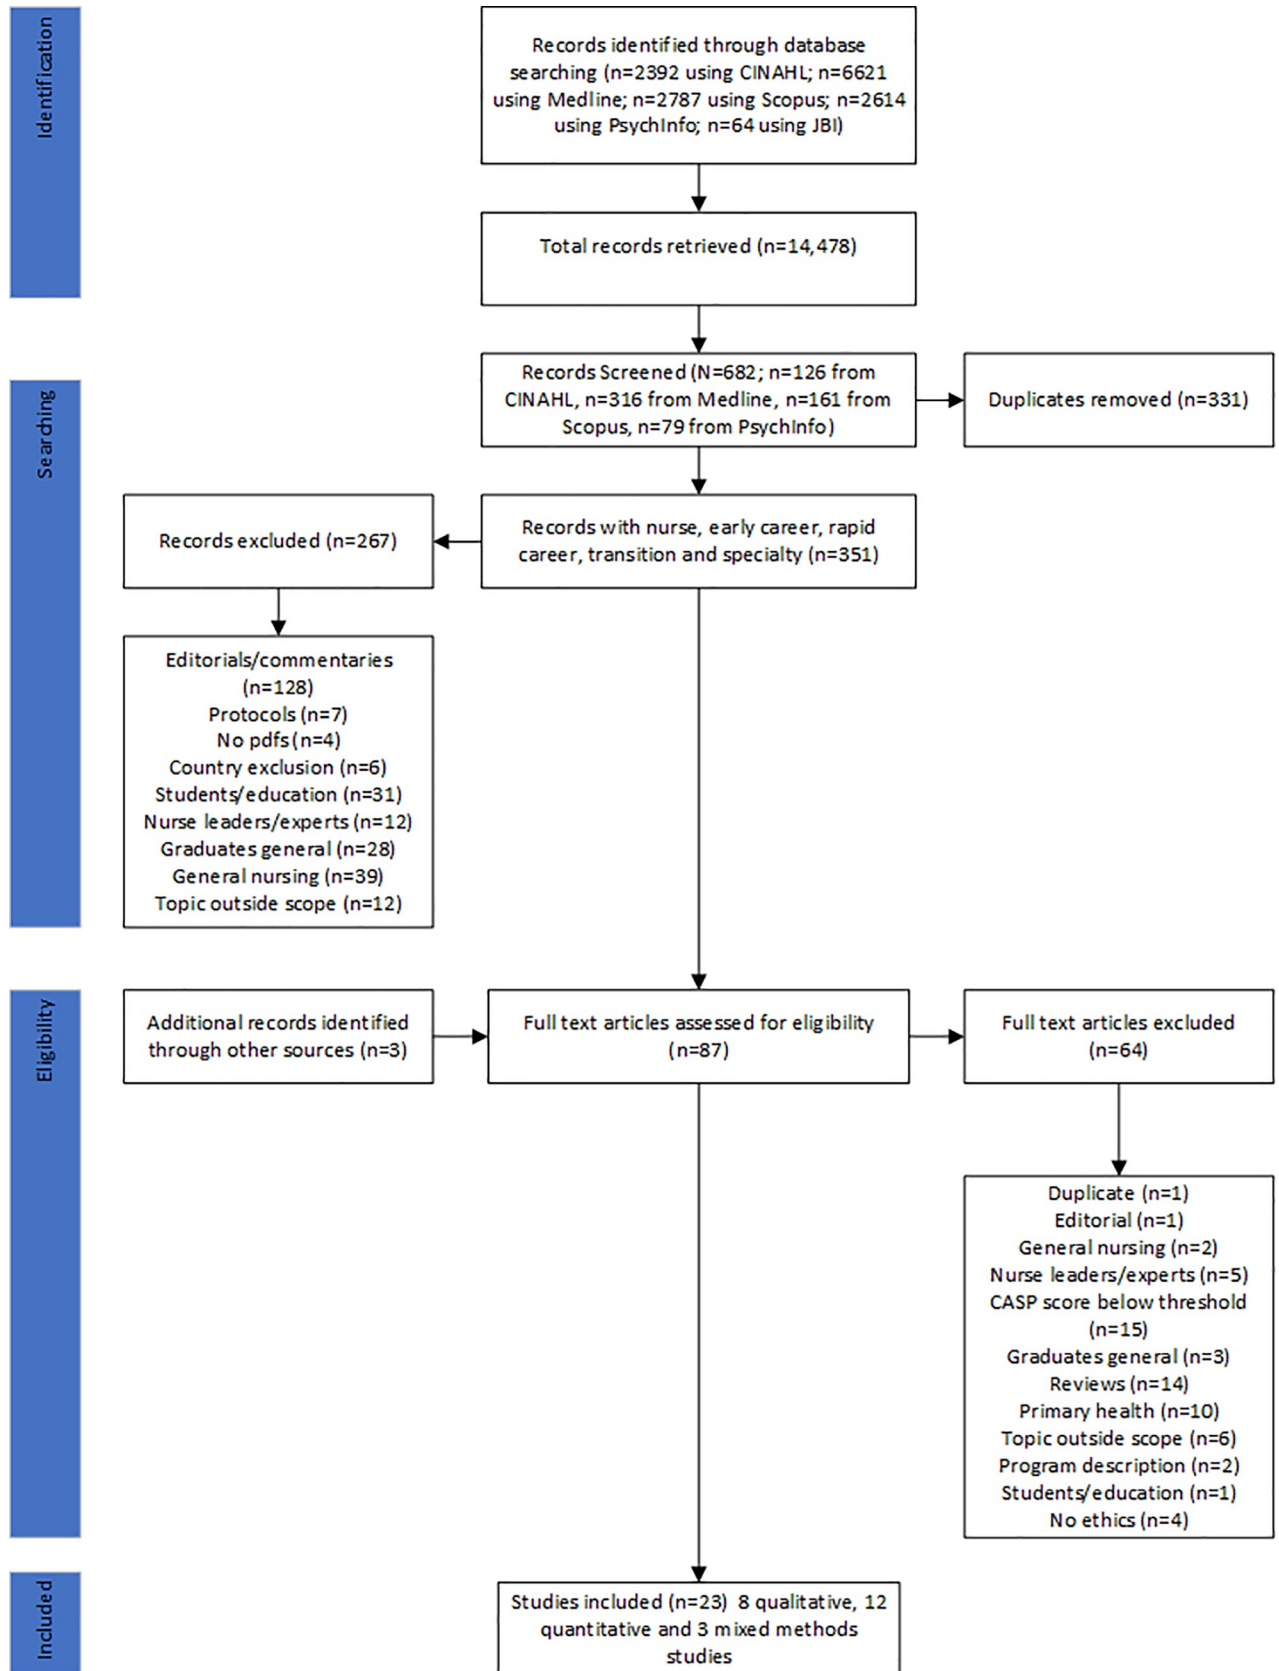 Identification
Records identified through database
searching (n=2392 using CINAHL; n=6621
using Medline; n=2787 using Scopus; n=2614
using PsychInfo; n=64 using JBI)
Total records retrieved (n=14,478)
Searching
Records Screened (N=682; n=126 from
CINAHL, n=316 from Medline, n=161 from
Scopus, n=79 from PsychInfo)
Duplicates removed (n=331)
Records excluded (n=267)
Records with nurse, early career, rapid
career, transition and specialty (n=351)
Editorials/commentaries
(n=128)
Protocols (n=7)
No pdfs (n=4)
Country exclusion (n=6)
Students/education (n=31)
Nurse leaders/experts (n=12)
Graduates general (n=28)
General nursing (n=39)
Topic outside scope (n=12)
Eligibility
Additional records identified
through other sources (n=3)
Full text articles assessed for eligibility
(n=87)
Full text articles excluded
(n=64)
Duplicate (n=1)
Editorial (n=1)
General nursing (n=2)
Nurse leaders/experts (n=5)
CASP score below threshold
(n=15)
Graduates general (n=3)
Reviews (n=14)
Primary health (n=10)
Topic outside scope (n=6)
Program description (n=2)
Students/education (n=1)
No ethics (n=4)
Included
Studies included (n=23) 8 qualitative, 12
quantitative and 3 mixed methods
studies